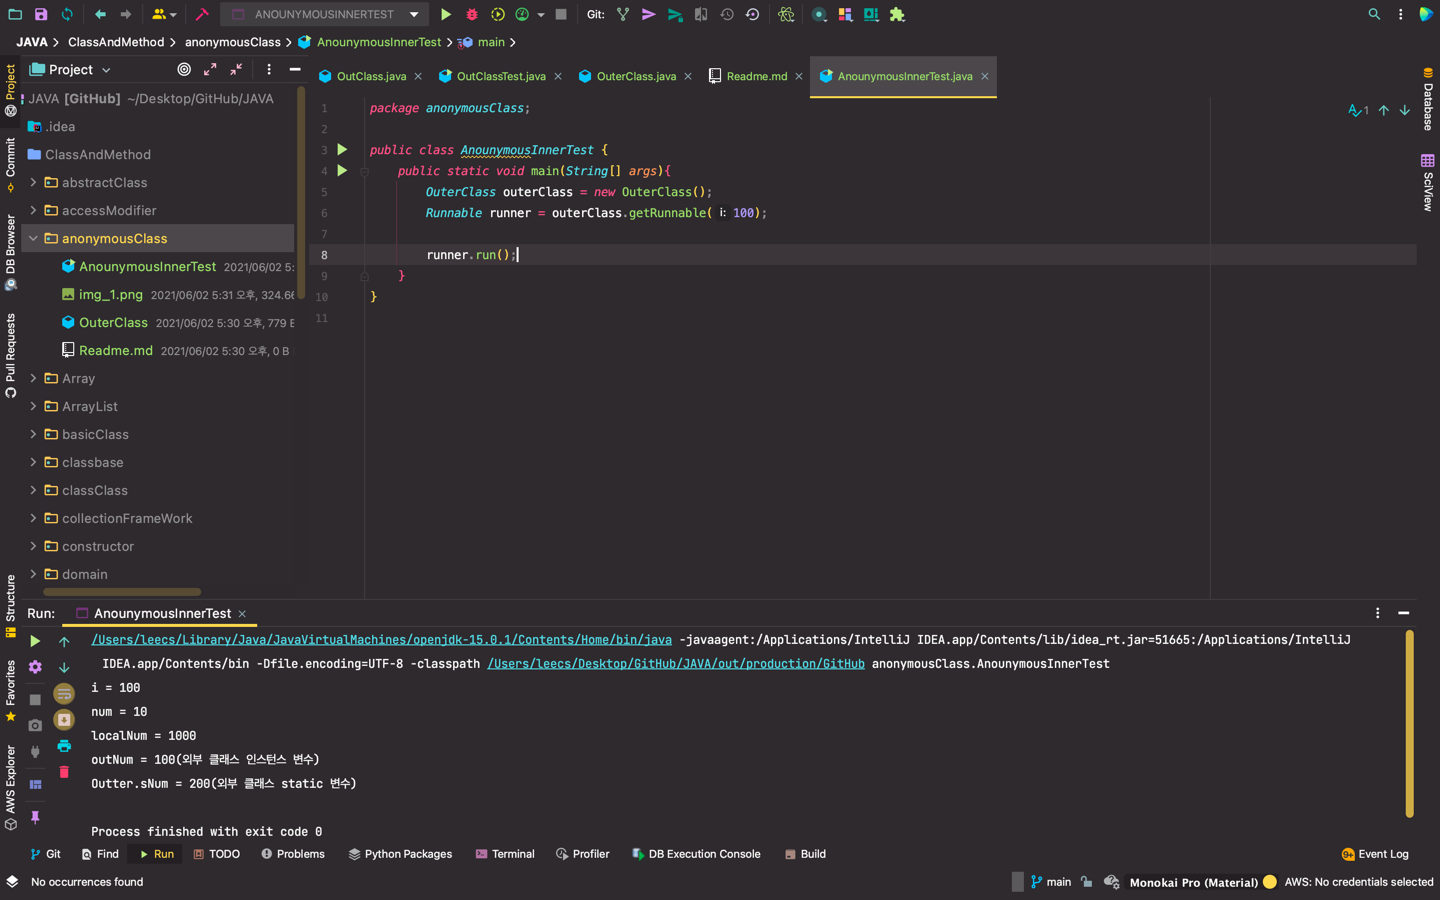 ANOUNYMOUSINNERTEST
Git:
JAVA
ClassAndMethod
anonymousClass
AnounymousInnerTest
main
Project
OutClass.java
OutClassTest.java
OuterClass.java
Readme.md
AnounymousInnerTest.java
Project
Commit
DB Browser
Pull Requests
Structure
Favorites
AWS Explorer
JAVA [GitHub] ~/Desktop/GitHub/JAVA
.idea
ClassAndMethod
abstractClass
accessModifier
anonymousClass
AnounymousInnerTest 2021/06/02 5:
img_1.png 2021/06/02 5:31 오후, 324.66
OuterClass 2021/06/02 5:30 오후, 779 B
Readme.md 2021/06/02 5:30 오후, 0 B
Array
ArrayList
basicClass
classbase
classClass
collectionFrameWork
constructor
domain
1 package anonymousClass;
2
3 public class AnounymousInnerTest {
4 public static void main(String[] args){
5 OuterClass outerClass = new OuterClass();
6 Runnable runner = outerClass.getRunnable( i: 100);
7
8 runner.run();
9 }
10 }
11
1
Database
SciView
Run: AnounymousInnerTest
/Users/leecs/Library/Java/JavaVirtualMachines/openjdk-15.0.1/Contents/Home/bin/java -javaagent:/Applications/IntelliJ IDEA.app/Contents/lib/idea_rt.jar=51665:/Applications/IntelliJ
IDEA.app/Contents/bin -Dfile.encoding=UTF-8 -classpath /Users/leecs/Desktop/GitHub/JAVA/out/production/GitHub anonymousClass.AnounymousInnerTest
i = 100
num = 10
localNum = 1000
outNum = 100(외부 클래스 인스턴스 변수)
Outter.sNum = 200(외부 클래스 static 변수)
Process finished with exit code 0
Git
Find
Run
TODO
Problems
Python Packages
Terminal
Profiler
DB Execution Console
Build
9+ Event Log
No occurrences found
main
Monokai Pro (Material)
AWS: No credentials selected